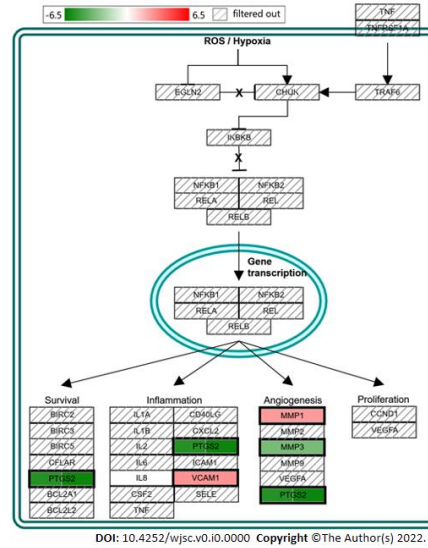 -6.5 6.5 filtered out
TNF
TNFRSF1A
ROS / Hypoxia
EGLN2 X CHUK TRAF6
IKBKB
X
NFKB1 NFKB2
RELA REL
RELB
Gene
transcription
NFKB1 NFKB2
RELA REL
RELB
Survival
BIRC2
BIRC3
BIRC5
CFLAR
PTGS2
BCL2A1
BCL2L2
Inflammation
IL1A CD40LG
IL1B CXCL2
IL2 PTGS2
IL6 ICAM1
IL8 VCAM1
CSF2 SELE
TNF
Angiogenesis
MMP1
MMP2
MMP3
MMP9
VEGFA
PTGS2
Proliferation
CCND1
VEGFA
DOI: 10.4252/wjsc.v0.i0.0000 Copyright ©The Author(s) 2022.